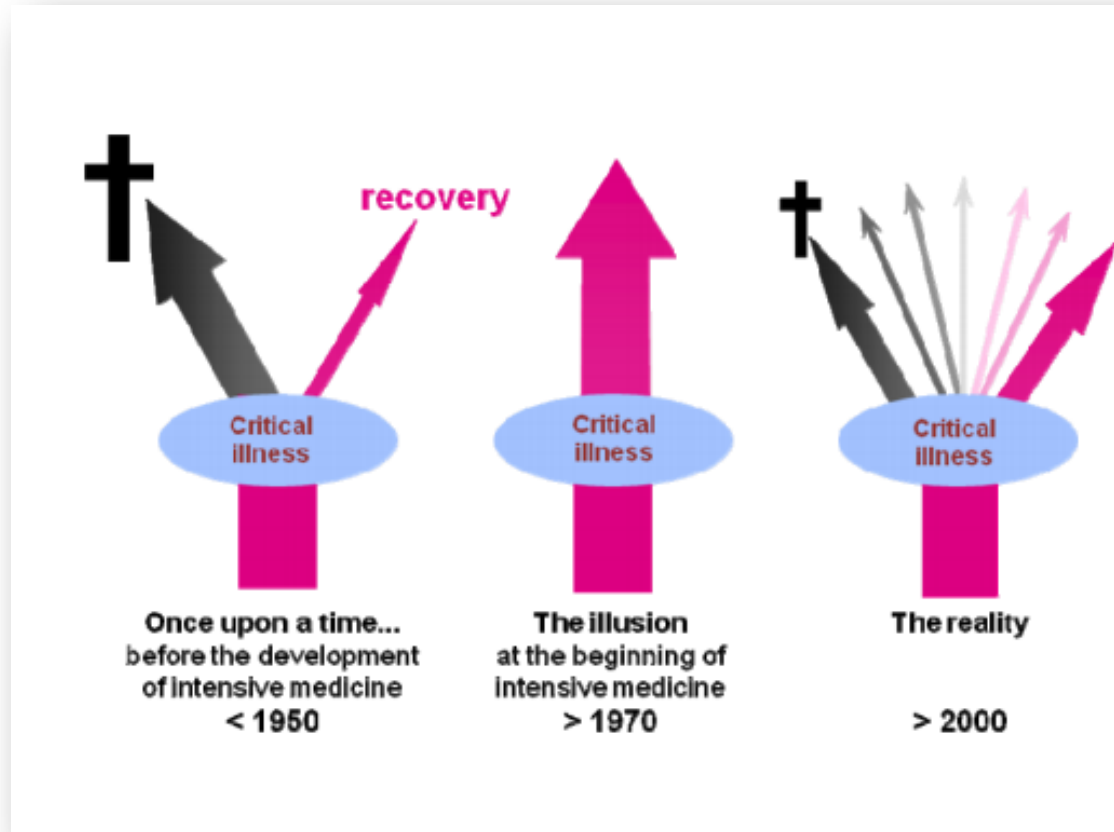 recovery
Critical
illness
Critical
illness
Critical
illness
Once upon a time...
before the development
of intensive medicine
< 1950
The illusion
at the beginning of
intensive medicine
> 1970
The reality
> 2000